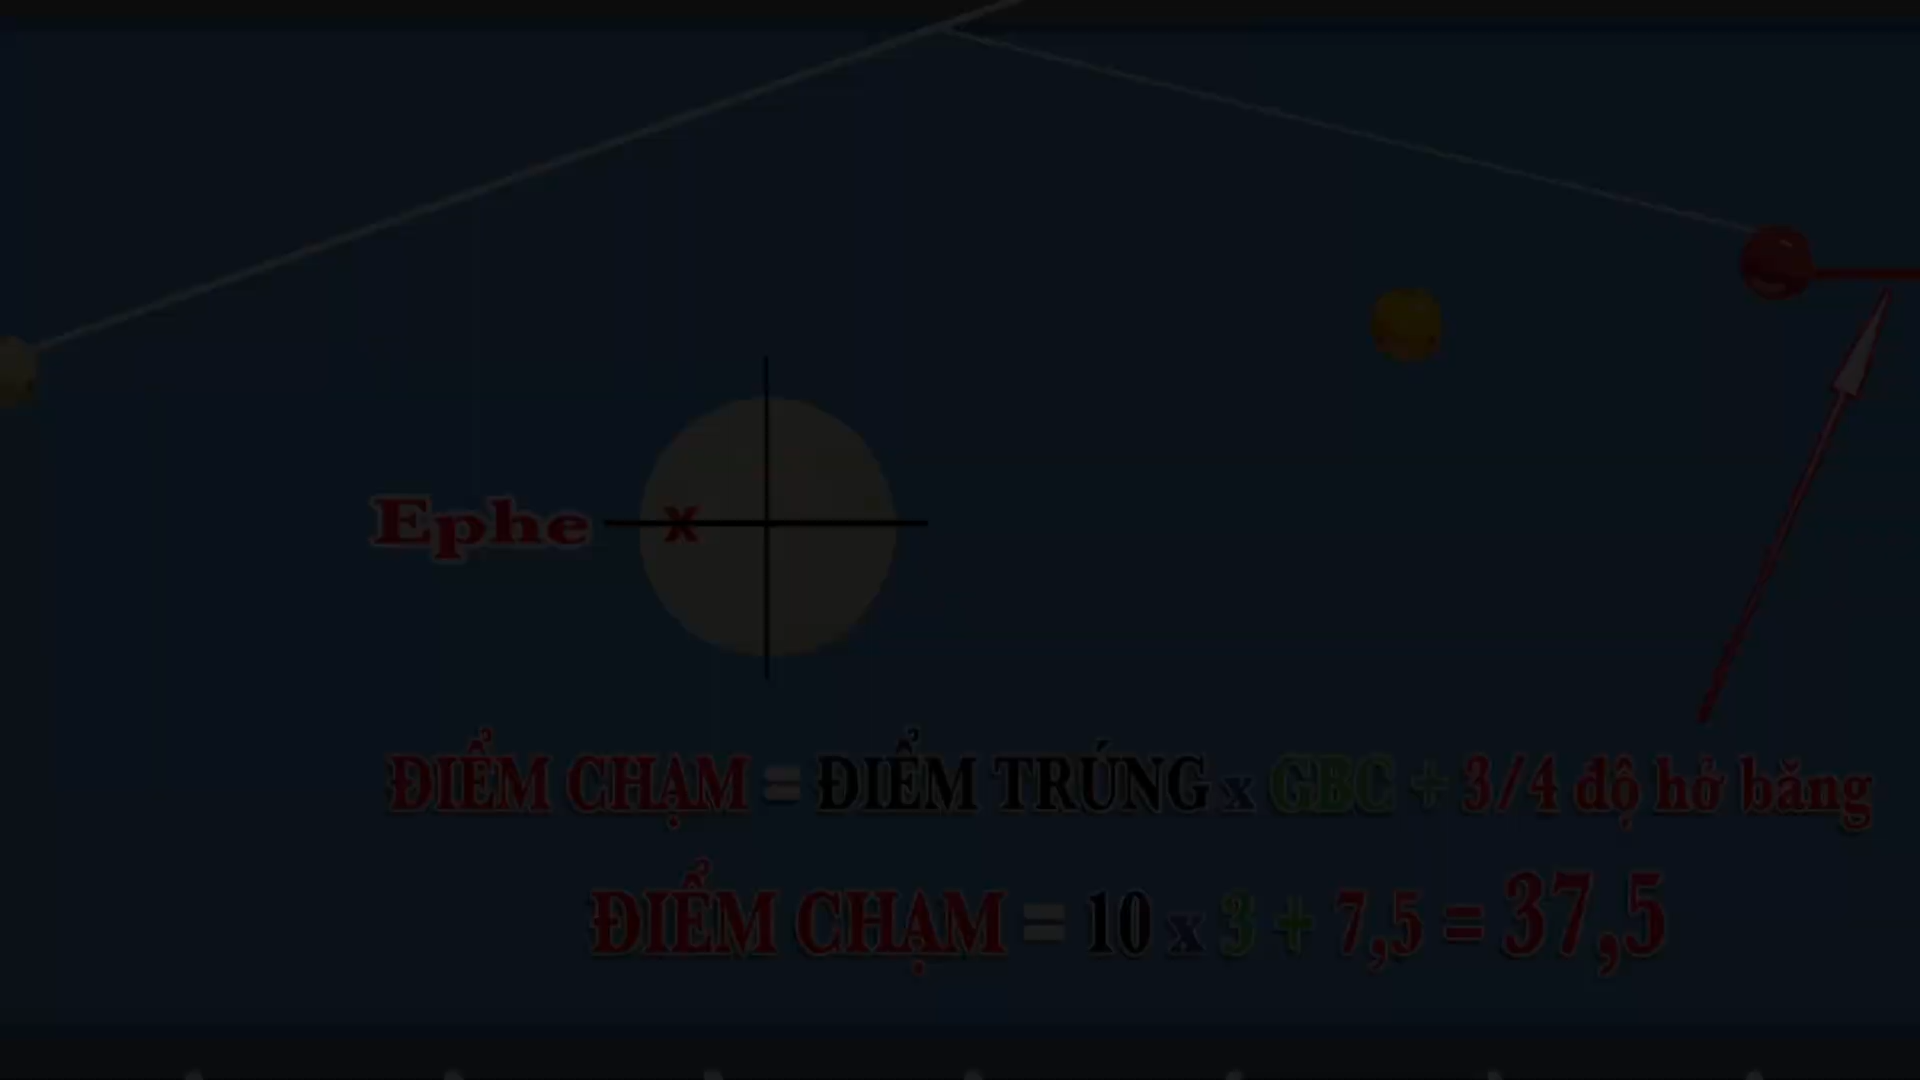 Ephe x
ĐIỂM CHẠM = ĐIỂM TRÚNG x GBC + 3/4 độ hở băng
ĐIỂM CHẠM = 10 x 3 + 7,5 = 37,5